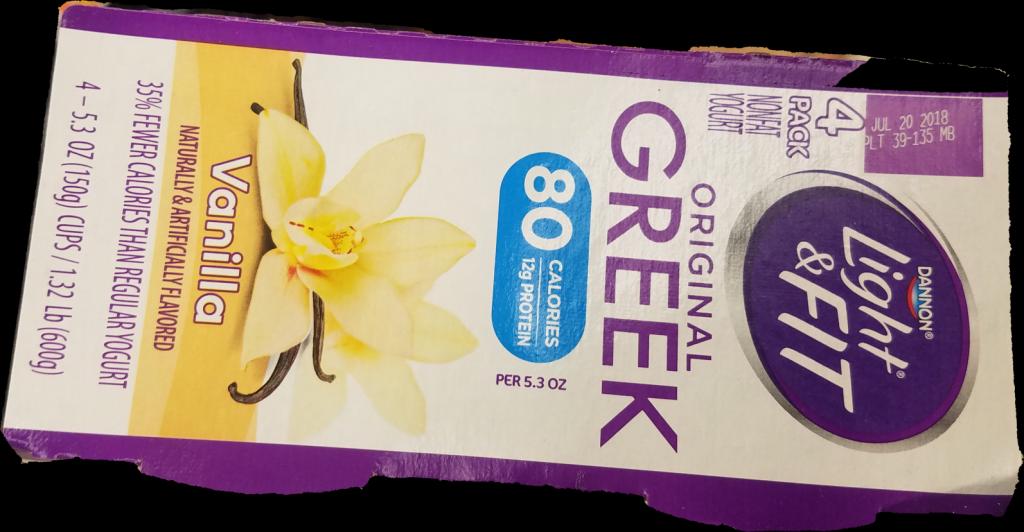 JUL 20 2018
PLT 39-135 MB
DANNON®
Light®
& FIT
4
PACK
NONFAT
YOGURT
ORIGINAL
GREEK
80
CALORIES
12g PROTEIN
PER 5.3 OZ
Vanilla
NATURALLY & ARTIFICIALLY FLAVORED
35% FEWER CALORIES THAN REGULAR YOGURT
4 – 5.3 OZ (150g) CUPS / 1.32 Lb (600g)